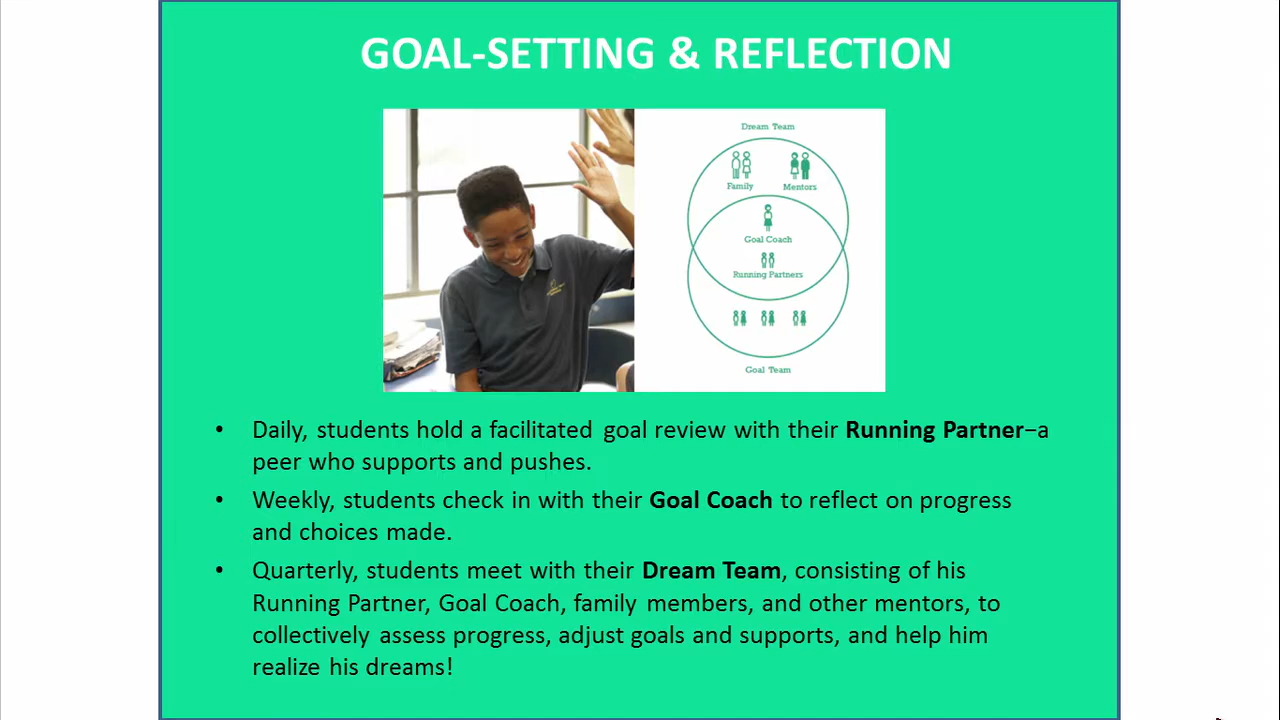 GOAL-SETTING & REFLECTION
Dream Team
Family
Mentors
Goal Coach
Running Partners
Goal Team
• Daily, students hold a facilitated goal review with their Running Partner–a
peer who supports and pushes.
• Weekly, students check in with their Goal Coach to reflect on progress
and choices made.
• Quarterly, students meet with their Dream Team, consisting of his
Running Partner, Goal Coach, family members, and other mentors, to
collectively assess progress, adjust goals and supports, and help him
realize his dreams!